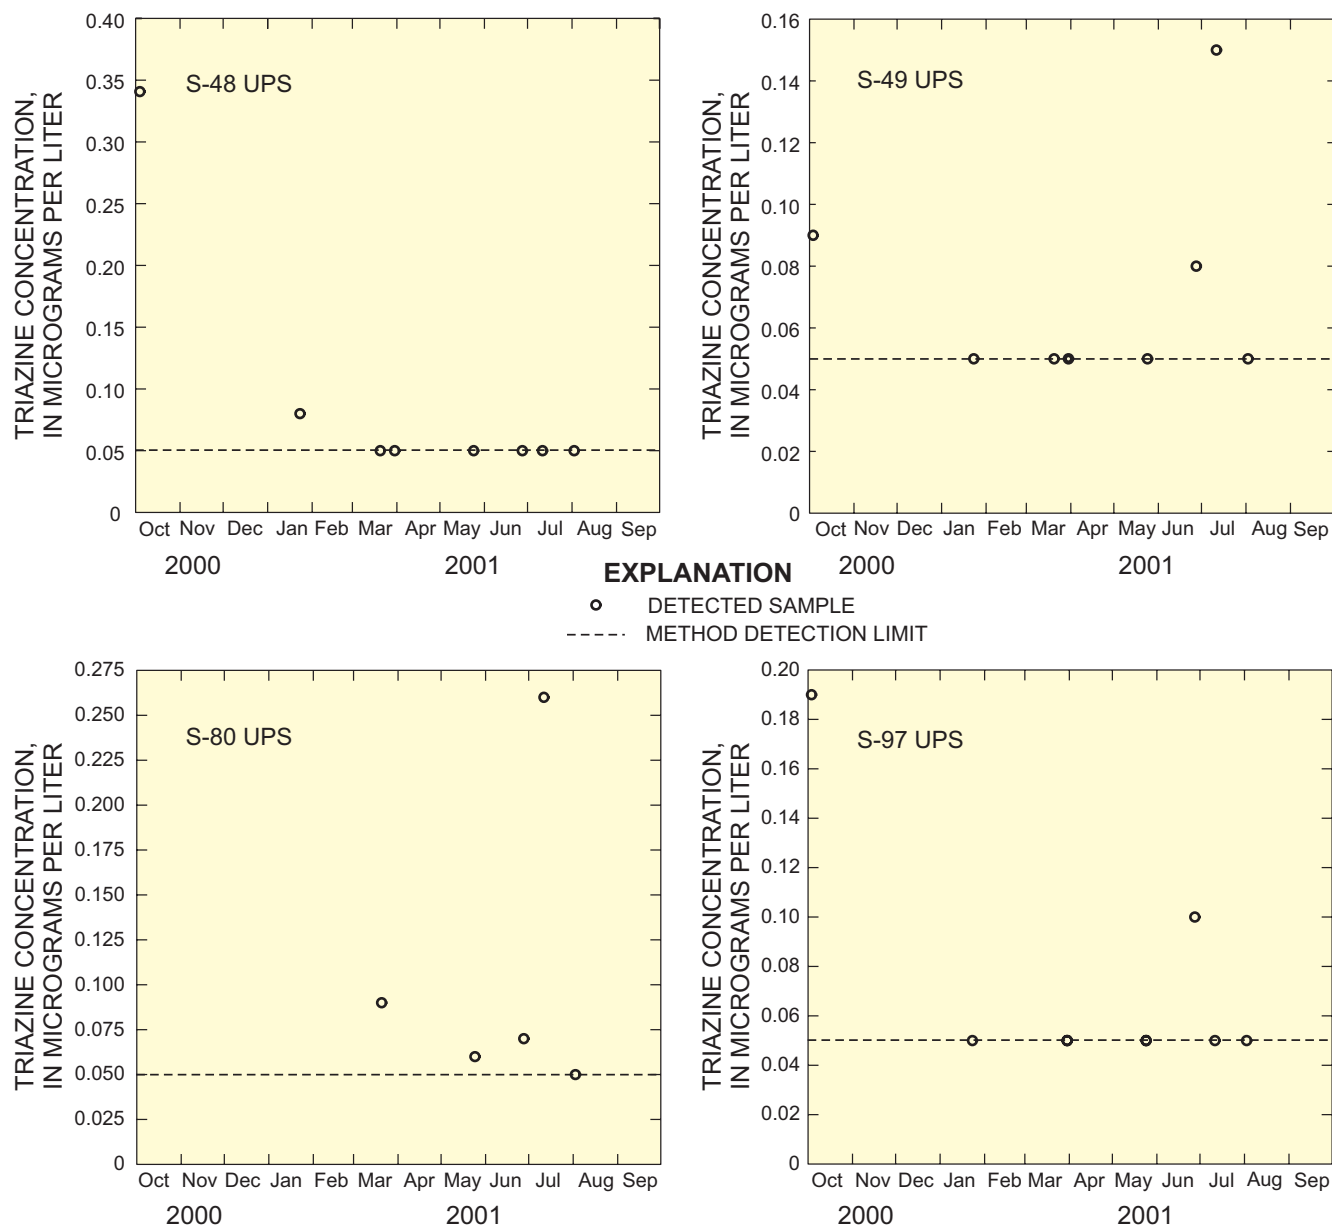 0.40
0.35
0.30
0.25
0.20
0.15
0.10
0.05
0
TRIAZINE CONCENTRATION,
IN MICROGRAMS PER LITER
S-48 UPS
Oct Nov Dec Jan Feb Mar Apr May Jun Jul Aug Sep
2000 2001
0.16
0.14
0.12
0.10
0.08
0.06
0.04
0.02
0
TRIAZINE CONCENTRATION,
IN MICROGRAMS PER LITER
S-49 UPS
Oct Nov Dec Jan Feb Mar Apr May Jun Jul Aug Sep
2000 2001
EXPLANATION
DETECTED SAMPLE
METHOD DETECTION LIMIT
0.275
0.250
0.225
0.200
0.175
0.150
0.125
0.100
0.075
0.050
0.025
0
TRIAZINE CONCENTRATION,
IN MICROGRAMS PER LITER
S-80 UPS
Oct Nov Dec Jan Feb Mar Apr May Jun Jul Aug Sep
2000 2001
0.20
0.18
0.16
0.14
0.12
0.10
0.08
0.06
0.04
0.02
0
TRIAZINE CONCENTRATION,
IN MICROGRAMS PER LITER
S-97 UPS
Oct Nov Dec Jan Feb Mar Apr May Jun Jul Aug Sep
2000 2001